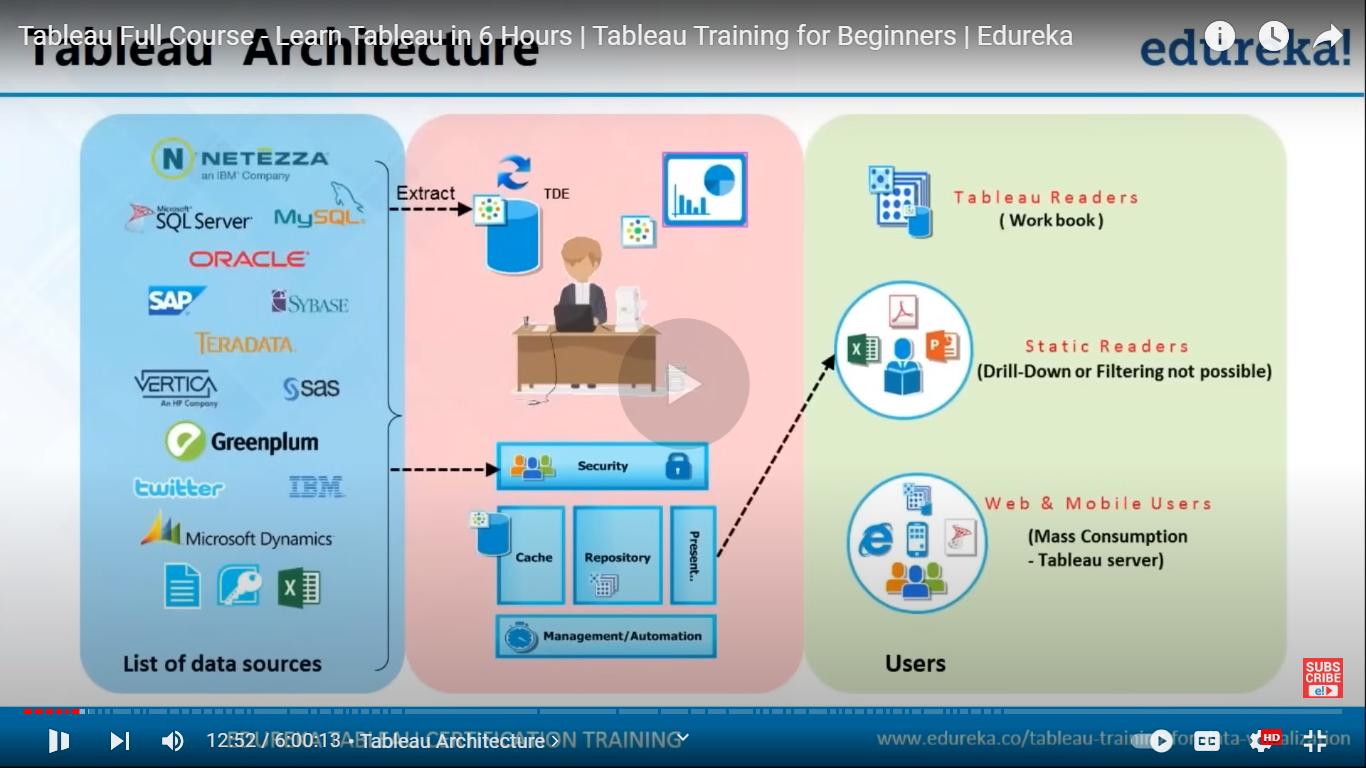 Tableau Full Course - Learn Tableau in 6 Hours | Tableau Training for Beginners | Edureka
Tableau Architecture
edureka!
NETEZZA
an IBM Company
Microsoft
SQL Server
MySQL
ORACLE
SAP
SYBASE
TERADATA
VERTICA
An HP Company
sas
Greenplum
twitter
IBM
Microsoft Dynamics
List of data sources
Extract
TDE
Security
Cache
Repository
Present..
Management/Automation
Tableau Readers
( Work book )
Static Readers
(Drill-Down or Filtering not possible)
Web & Mobile Users
(Mass Consumption
- Tableau server)
Users
SUBS
CRIBE
e!
12:52 / 6:00:13 • Tableau Architecture
EDUREKA TABLEAU CERTIFICATION TRAINING
www.edureka.co/tableau-training-for-data-visualization
CC
HD